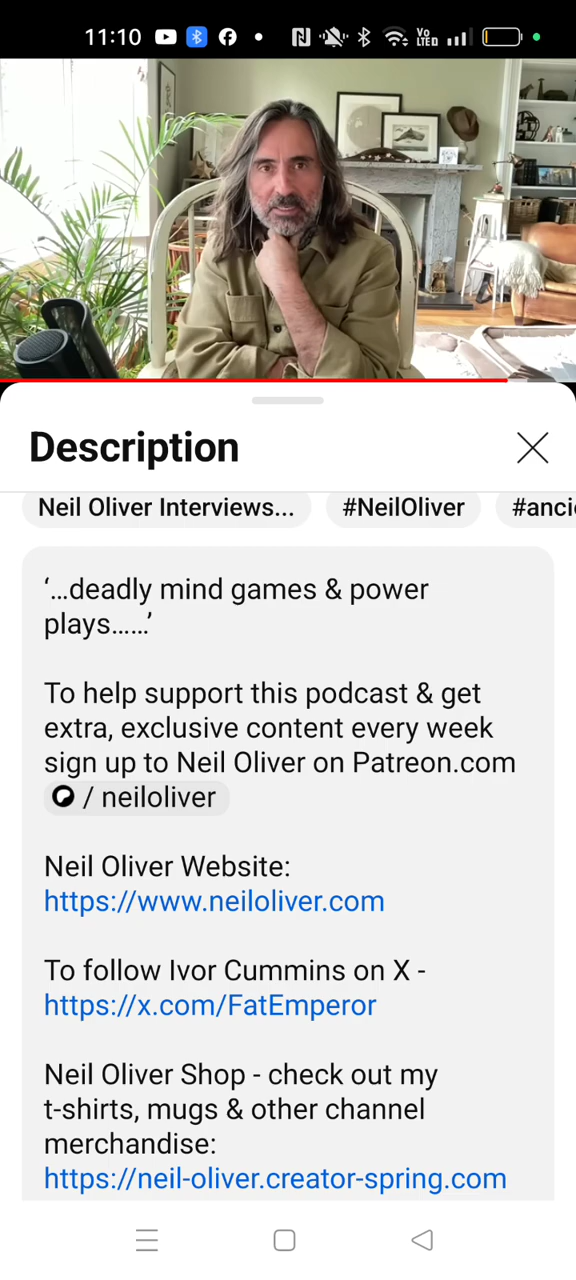 11:10
VoLTE
Description
Neil Oliver Interviews...
#NeilOliver
#anci
‘…deadly mind games & power
plays……’
To help support this podcast & get
extra, exclusive content every week
sign up to Neil Oliver on Patreon.com
/ neiloliver
Neil Oliver Website:
https://www.neiloliver.com
To follow Ivor Cummins on X -
https://x.com/FatEmperor
Neil Oliver Shop - check out my
t-shirts, mugs & other channel
merchandise:
https://neil-oliver.creator-spring.com